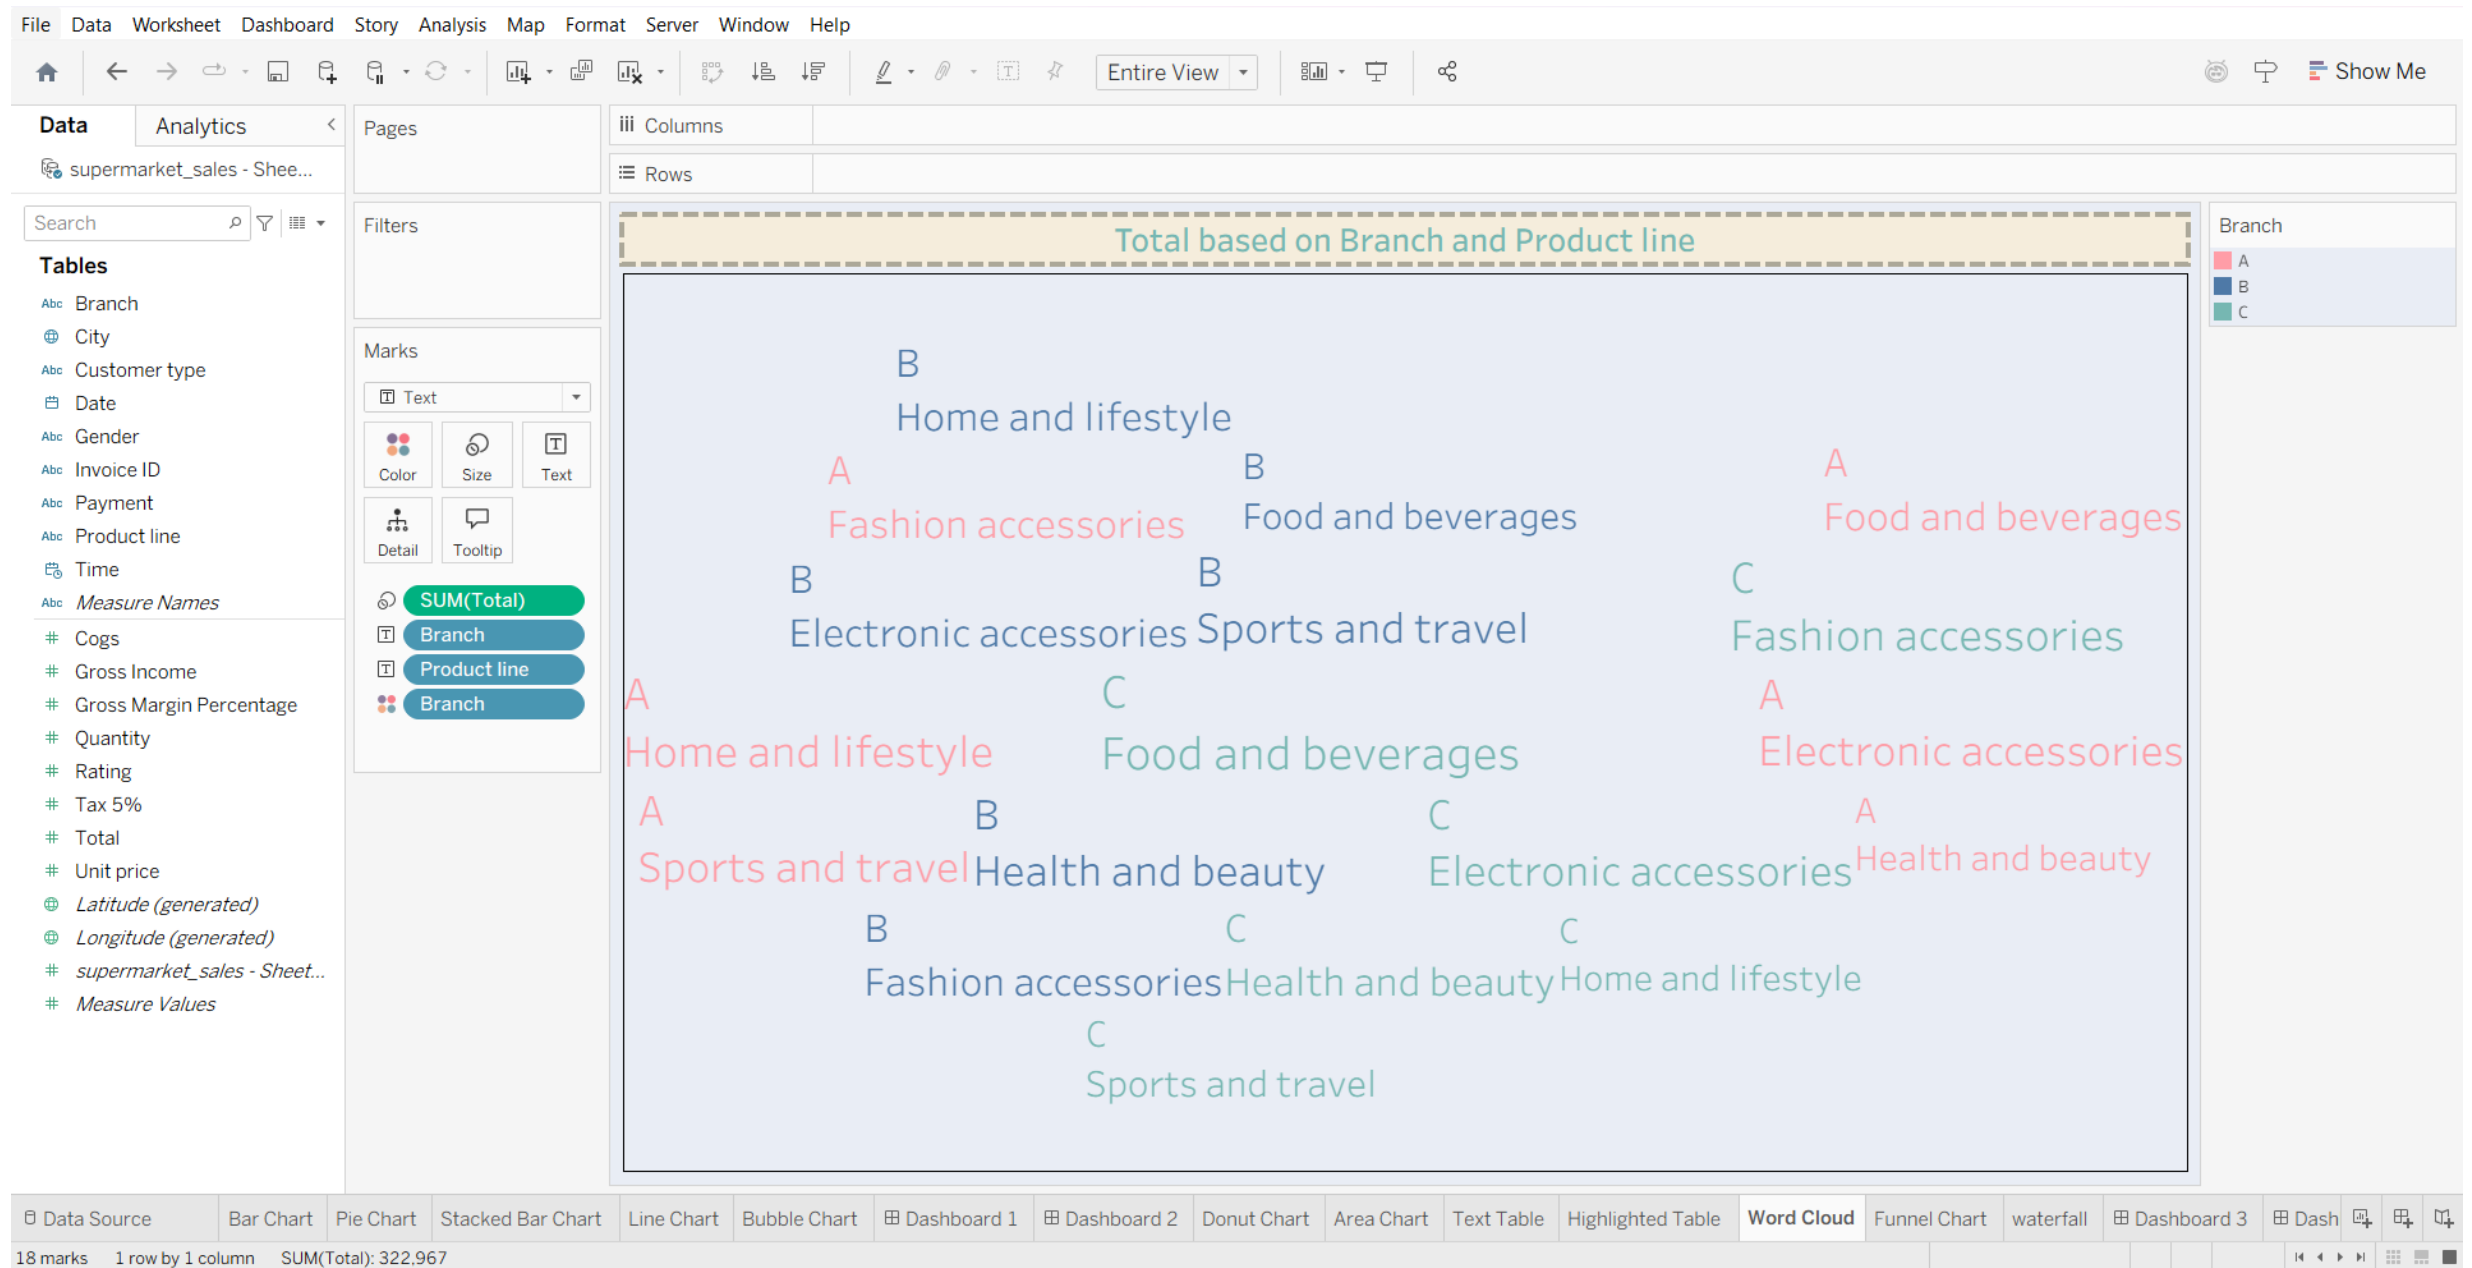 File Data Worksheet Dashboard Story Analysis Map Format Server Window Help
Entire View
Show Me
Data Analytics
supermarket_sales - Shee...
Search
Tables
Abc Branch
City
Abc Customer type
Date
Abc Gender
Abc Invoice ID
Abc Payment
Abc Product line
Time
Abc Measure Names
# Cogs
# Gross Income
# Gross Margin Percentage
# Quantity
# Rating
# Tax 5%
# Total
# Unit price
Latitude (generated)
Longitude (generated)
# supermarket_sales - Sheet...
# Measure Values
Pages
Filters
Marks
T Text
Color Size T Text
Detail Tooltip
SUM(Total)
T Branch
T Product line
Branch
iii Columns
Rows
Total based on Branch and Product line
B
Home and lifestyle
A
Fashion accessories
B
Food and beverages
A
Food and beverages
B
Electronic accessories
B
Sports and travel
C
Fashion accessories
A
Home and lifestyle
C
Food and beverages
A
Electronic accessories
A
Sports and travel
B
Health and beauty
C
Electronic accessories
A
Health and beauty
B
Fashion accessories
C
Health and beauty
C
Home and lifestyle
C
Sports and travel
Branch
A
B
C
Data Source Bar Chart Pie Chart Stacked Bar Chart Line Chart Bubble Chart Dashboard 1 Dashboard 2 Donut Chart Area Chart Text Table Highlighted Table Word Cloud Funnel Chart waterfall Dashboard 3 Dash
18 marks 1 row by 1 column SUM(Total): 322,967